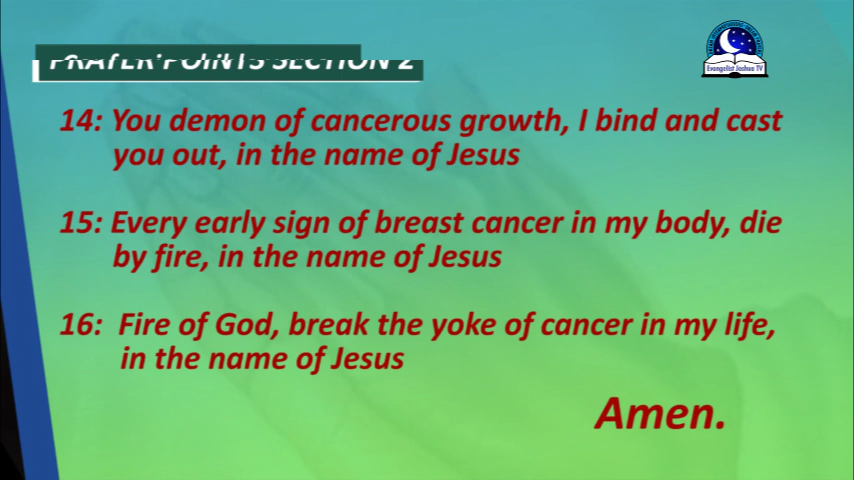 PRAYER POINTS SECTION 2
Evangelist Joshua TV
14: You demon of cancerous growth, I bind and cast
you out, in the name of Jesus
15: Every early sign of breast cancer in my body, die
by fire, in the name of Jesus
16: Fire of God, break the yoke of cancer in my life,
in the name of Jesus
Amen.